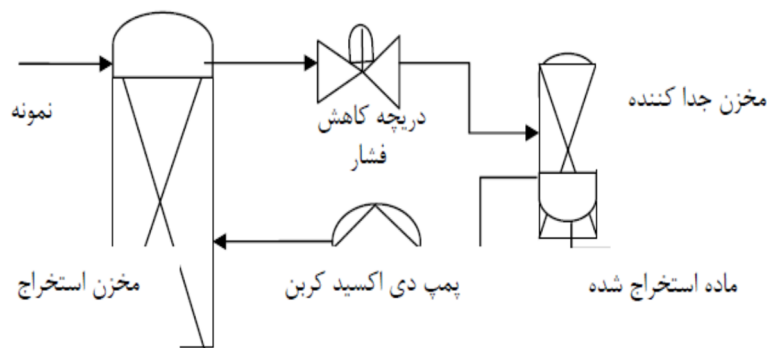 نمونه
دریچه کاهش
فشار
مخزن جدا کننده
مخزن استخراج
پمپ دی اکسید کربن
ماده استخراج شده